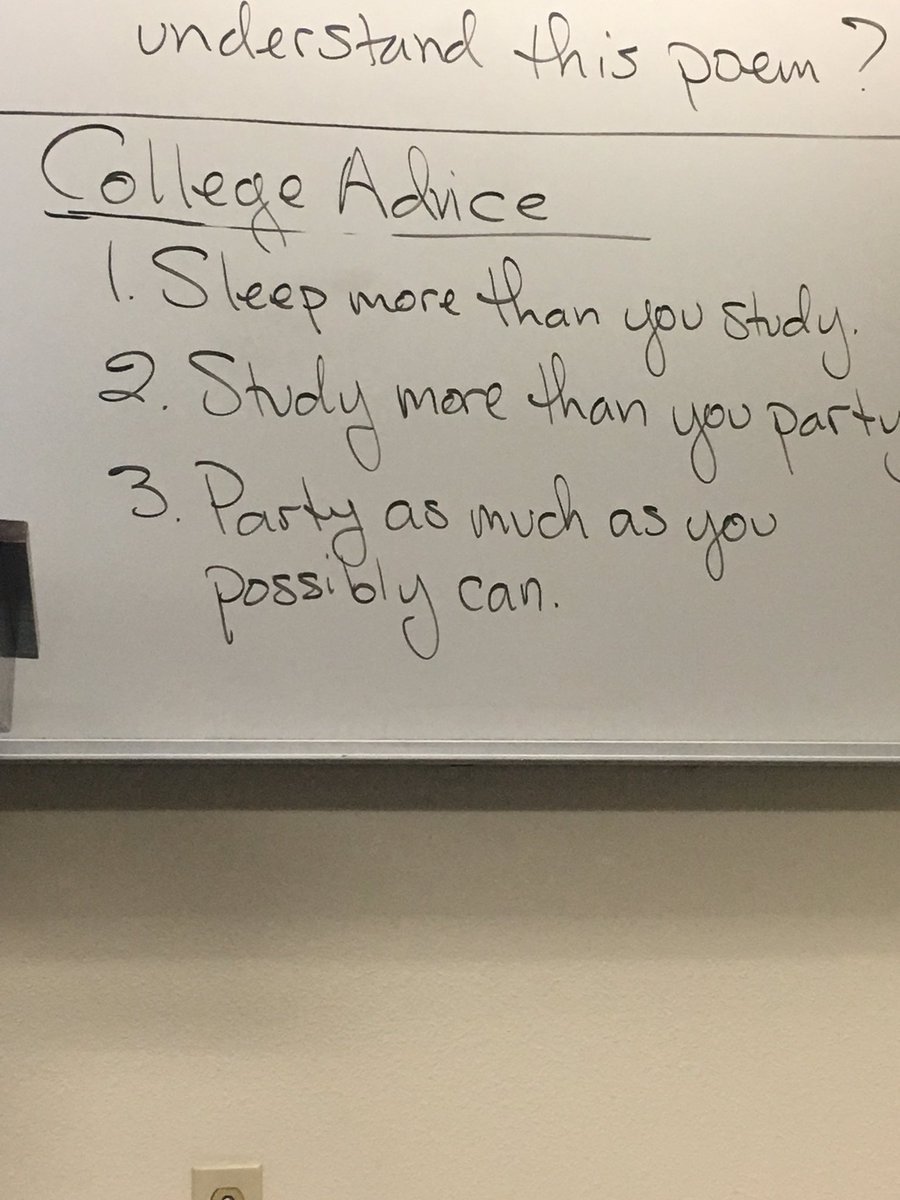 understand this poem?
College Advice
1. Sleep more than you study.
2. Study more than you party
3. Party as much as you
possibly can.